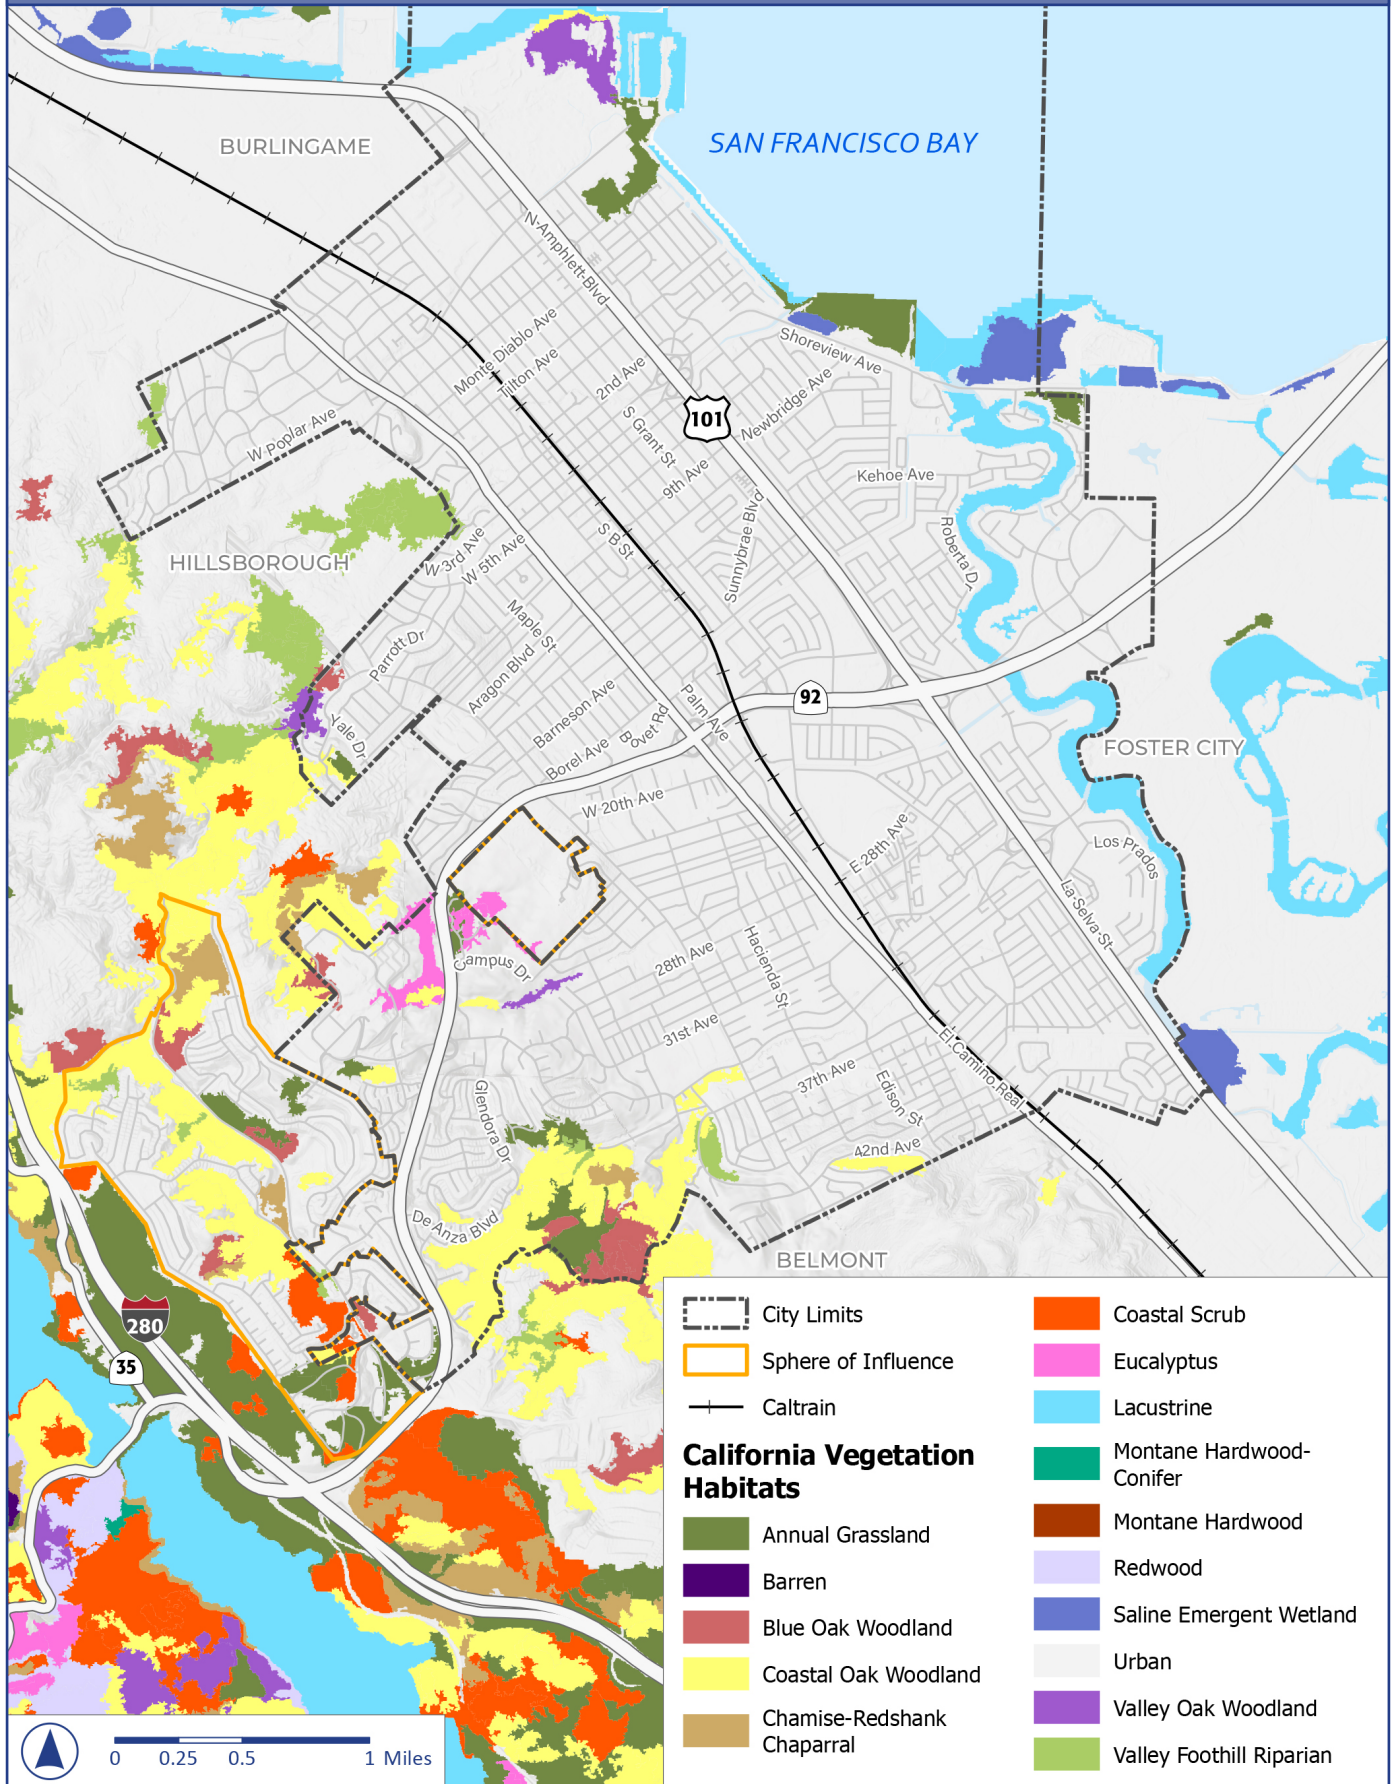 SAN FRANCISCO BAY
BURLINGAME
N Amphlett Blvd
Monte Diablo Ave
Tilton Ave
2nd Ave
Shoreview Ave
Newbridge Ave
101
S Grant St
9th Ave
Kehoe Ave
W Poplar Ave
HILLSBOROUGH
W 3rd Ave
W 5th Ave
S B St
Sunnybrae Blvd
Roberta Dr
Maple St
Parrott Dr
Aragon Blvd
Barneson Ave
Palm Ave
92
Yale Dr
Bovet Rd
Borel Ave
FOSTER CITY
W 20th Ave
E 28th Ave
Los Prados
La Selva St
Campus Dr
28th Ave
Hacienda St
31st Ave
El Camino Real
37th Ave
Edison St
Glendora Dr
42nd Ave
De Anza Blvd
BELMONT
280
35
City Limits
Sphere of Influence
Caltrain
California Vegetation
Habitats
Annual Grassland
Barren
Blue Oak Woodland
Coastal Oak Woodland
Chamise-Redshank
Chaparral
Coastal Scrub
Eucalyptus
Lacustrine
Montane Hardwood-
Conifer
Montane Hardwood
Redwood
Saline Emergent Wetland
Urban
Valley Oak Woodland
Valley Foothill Riparian
0 0.25 0.5 1 Miles